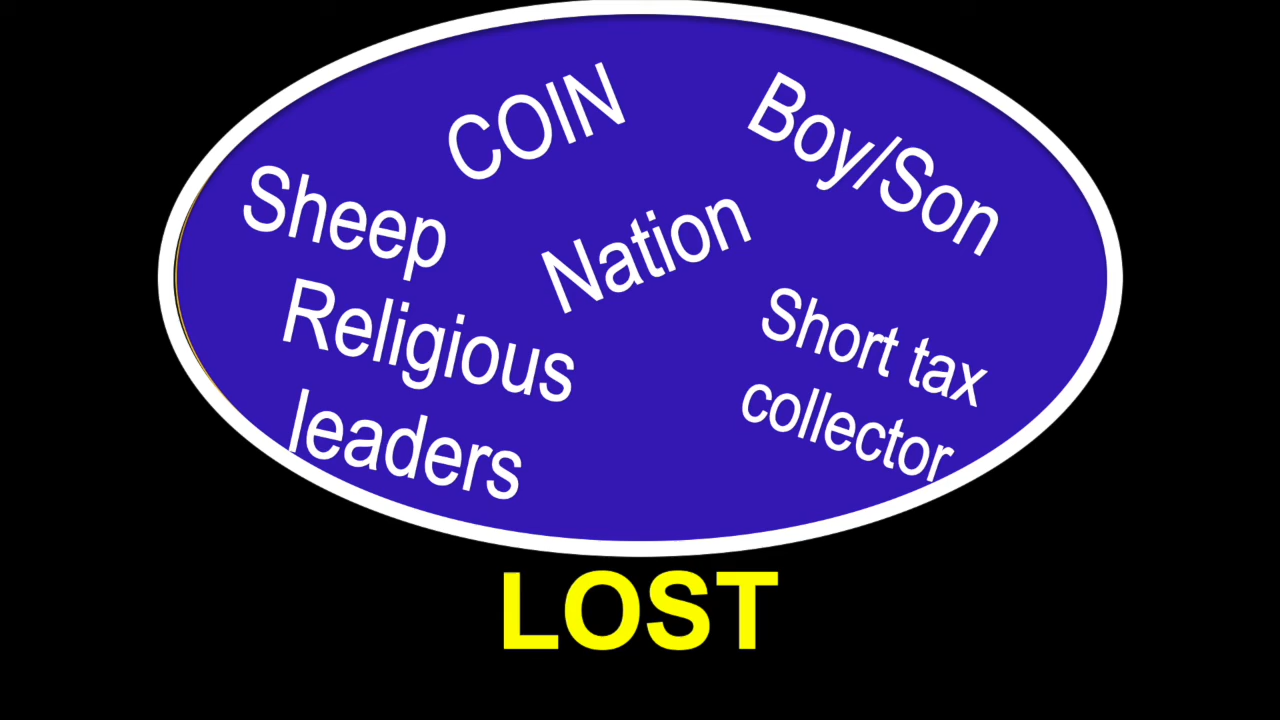 COIN
Boy/Son
Sheep
Nation
Religious
leaders
Short tax
collector
LOST